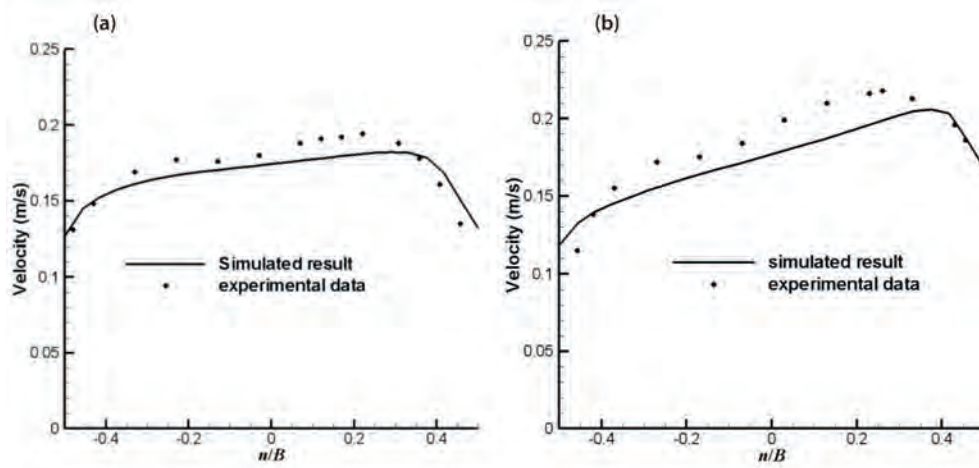 (a)
0.25
0.2
0.15
0.1
0.05
0
Velocity (m/s)
Simulated result
experimental data
-0.4
-0.2
0
0.2
0.4
n/B
(b)
0.25
0.2
0.15
0.1
0.05
0
Velocity (m/s)
simulated result
experimental data
-0.4
-0.2
0
0.2
0.4
n/B